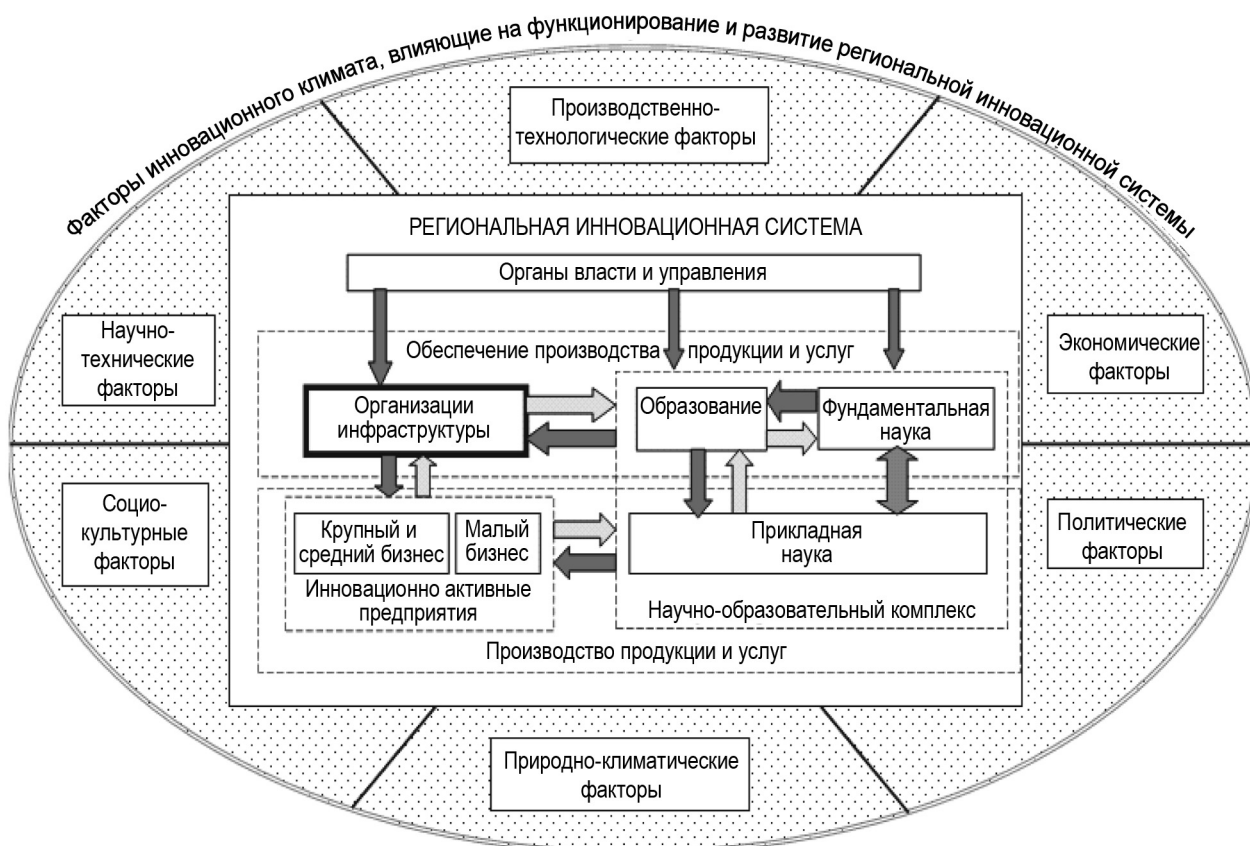 Факторы инновационного климата, влияющие на функционирование и развитие региональной инновационной системы
Производственно-
технологические факторы
РЕГИОНАЛЬНАЯ ИННОВАЦИОННАЯ СИСТЕМА
Органы власти и управления
Научно-
технические
факторы
Экономические
факторы
Обеспечение производства продукции и услуг
Организации
инфраструктуры
Образование
Фундаментальная
наука
Социо-
культурные
факторы
Политические
факторы
Крупный и
средний бизнес
Малый
бизнес
Прикладная
наука
Инновационно активные
предприятия
Научно-образовательный комплекс
Производство продукции и услуг
Природно-климатические
факторы